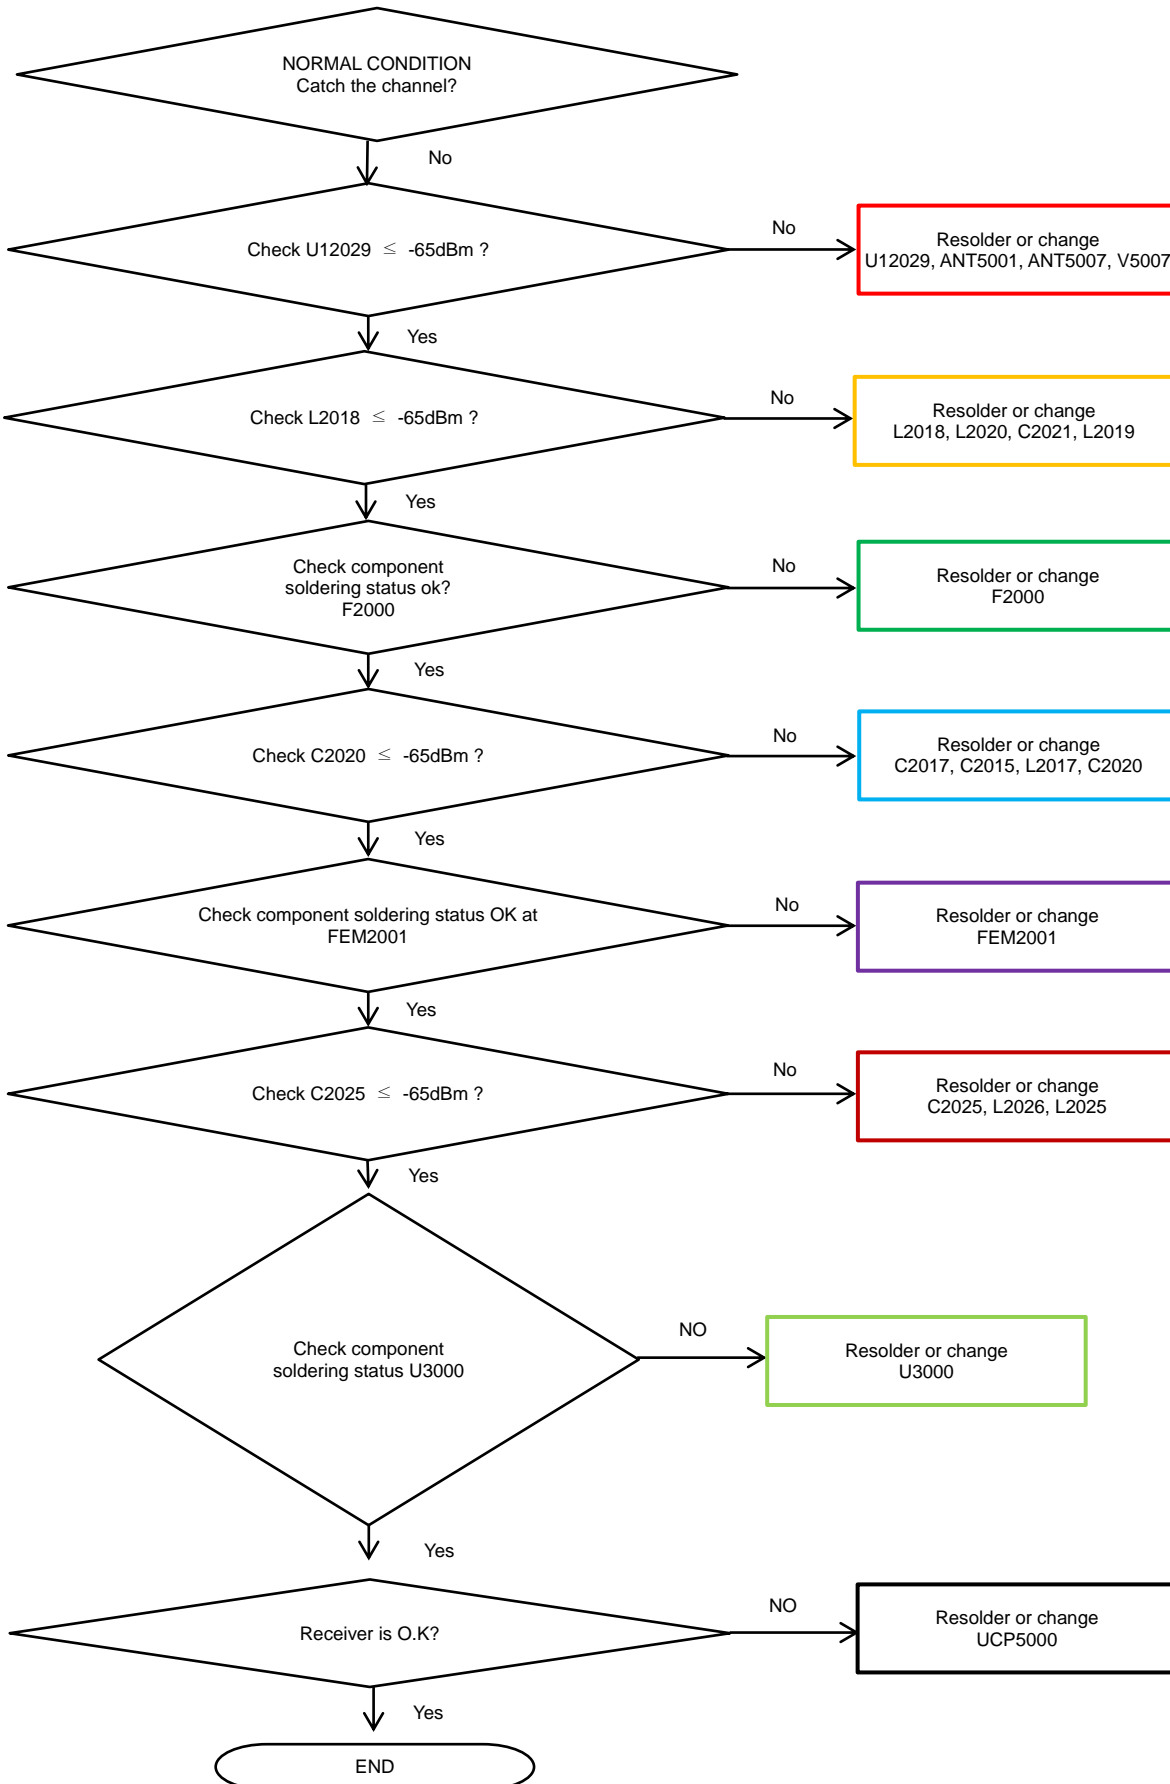 NORMAL CONDITION
Catch the channel?
No
Check U12029 ≤ -65dBm ?
No
Resolder or change
U12029, ANT5001, ANT5007, V5007
Yes
Check L2018 ≤ -65dBm ?
No
Resolder or change
L2018, L2020, C2021, L2019
Yes
Check component
soldering status ok?
F2000
No
Resolder or change
F2000
Yes
Check C2020 ≤ -65dBm ?
No
Resolder or change
C2017, C2015, L2017, C2020
Yes
Check component soldering status OK at
FEM2001
No
Resolder or change
FEM2001
Yes
Check C2025 ≤ -65dBm ?
No
Resolder or change
C2025, L2026, L2025
Yes
Check component
soldering status U3000
NO
Resolder or change
U3000
Yes
Receiver is O.K?
NO
Resolder or change
UCP5000
Yes
END